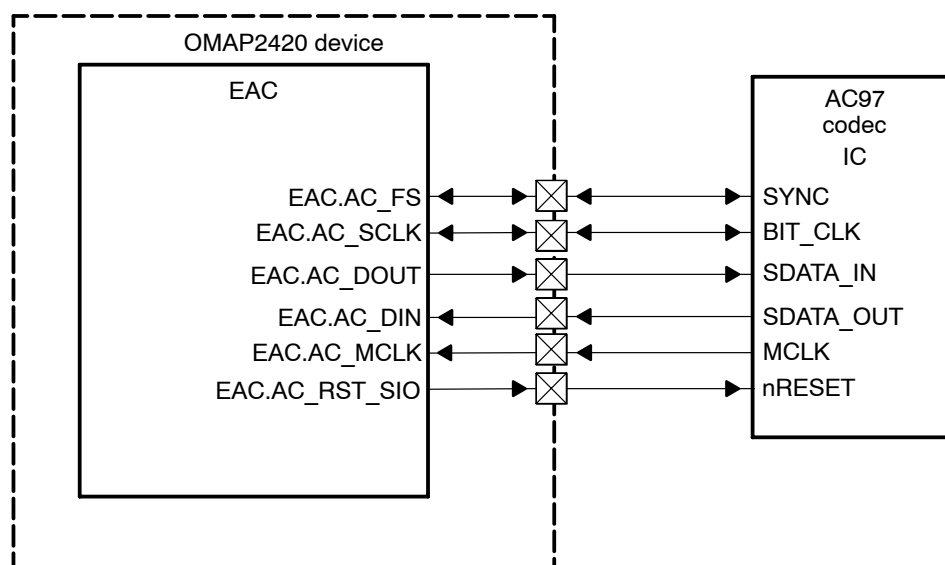 OMAP2420 device
EAC
AC97
codec
IC
EAC.AC_FS
SYNC
EAC.AC_SCLK
BIT_CLK
EAC.AC_DOUT
SDATA_IN
EAC.AC_DIN
SDATA_OUT
EAC.AC_MCLK
MCLK
EAC.AC_RST_SIO
nRESET